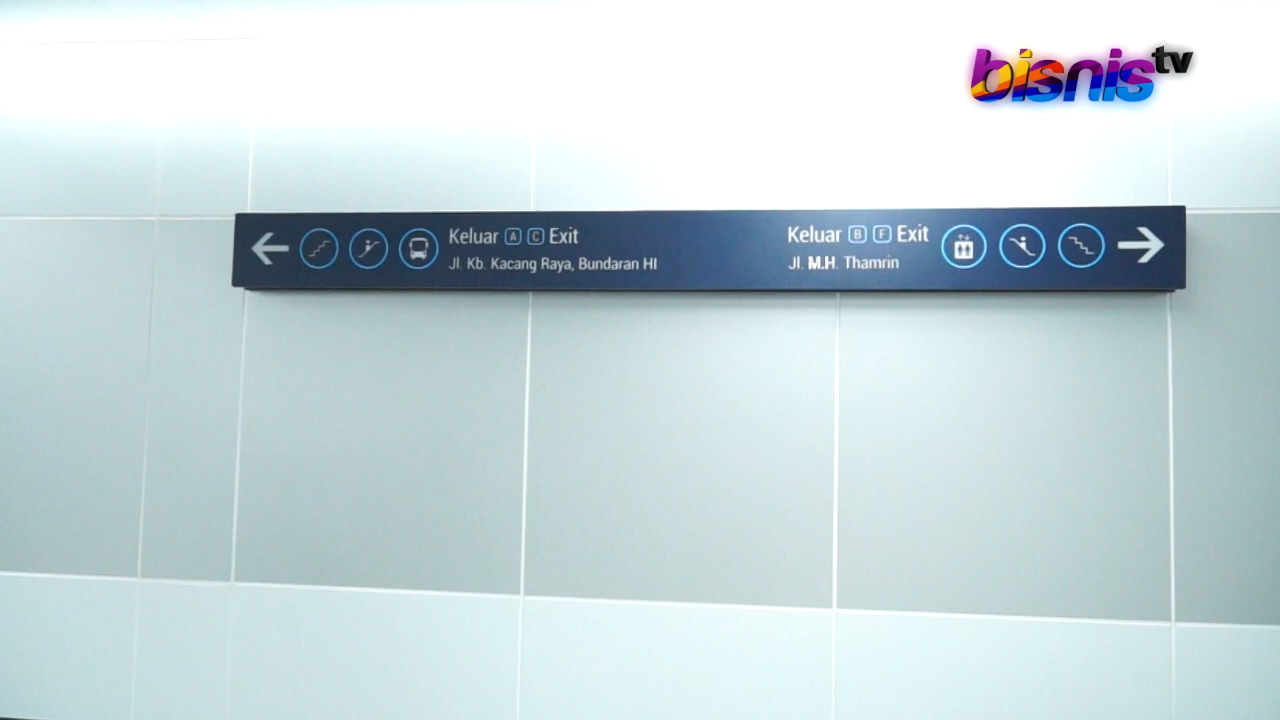 bisnis tv
Keluar A C Exit
Jl. Kb. Kacang Raya, Bundaran HI
Keluar B F Exit
Jl. M.H. Thamrin